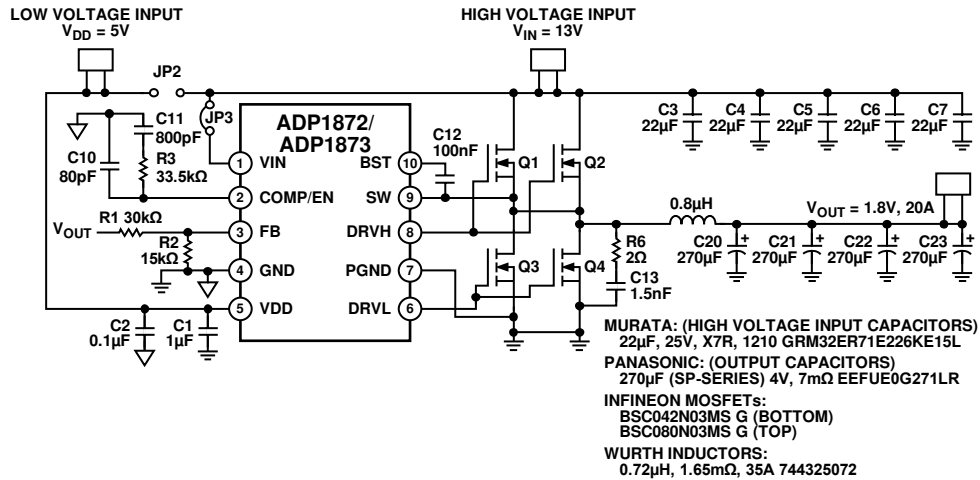 LOW VOLTAGE INPUT
VDD = 5V
HIGH VOLTAGE INPUT
VIN = 13V
JP2
C11
800pF
JP3
C10
80pF
R3
33.5kΩ
ADP1872/
ADP1873
1 VIN
2 COMP/EN
3 FB
4 GND
5 VDD
BST 10
SW 9
DRVH 8
PGND 7
DRVL 6
VOUT
R1 30kΩ
R2
15kΩ
C2
0.1µF
C1
1µF
C12
100nF
Q1
Q2
Q3
Q4
C3
22µF
C4
22µF
C5
22µF
C6
22µF
C7
22µF
0.8µH
VOUT = 1.8V, 20A
R6
2Ω
C13
1.5nF
C20
270µF
+
C21
270µF
+
C22
270µF
+
C23
270µF
+
MURATA: (HIGH VOLTAGE INPUT CAPACITORS)
22µF, 25V, X7R, 1210 GRM32ER71E226KE15L
PANASONIC: (OUTPUT CAPACITORS)
270µF (SP-SERIES) 4V, 7mΩ EEFUE0G271LR
INFINEON MOSFETs:
BSC042N03MS G (BOTTOM)
BSC080N03MS G (TOP)
WURTH INDUCTORS:
0.72µH, 1.65mΩ, 35A 744325072